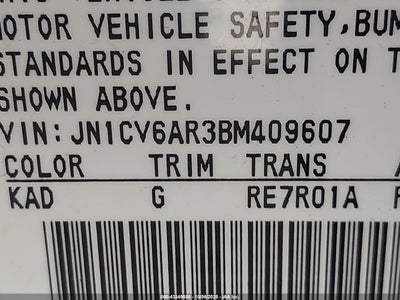 MOTOR VEHICLE SAFETY, BUM
STANDARDS IN EFFECT ON T
SHOWN ABOVE.
VIN: JN1CV6AR3BM409607
COLOR TRIM TRANS A
KAD G RE7R01A